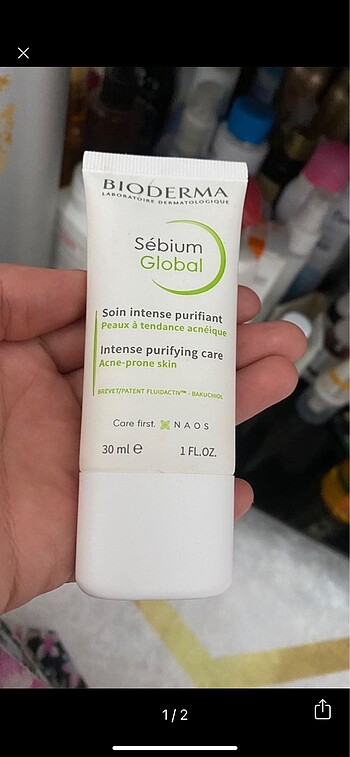 BIODERMA
LABORATOIRE DERMATOLOGIQUE
Sébium
Global
Soin intense purifiant
Peaux à tendance acnéique
Intense purifying care
Acne-prone skin
BREVET/PATENT FLUIDACTIV™ - BAKUCHIOL
Care first. NAOS
30 ml ℮ 1 FL.OZ.
1 / 2